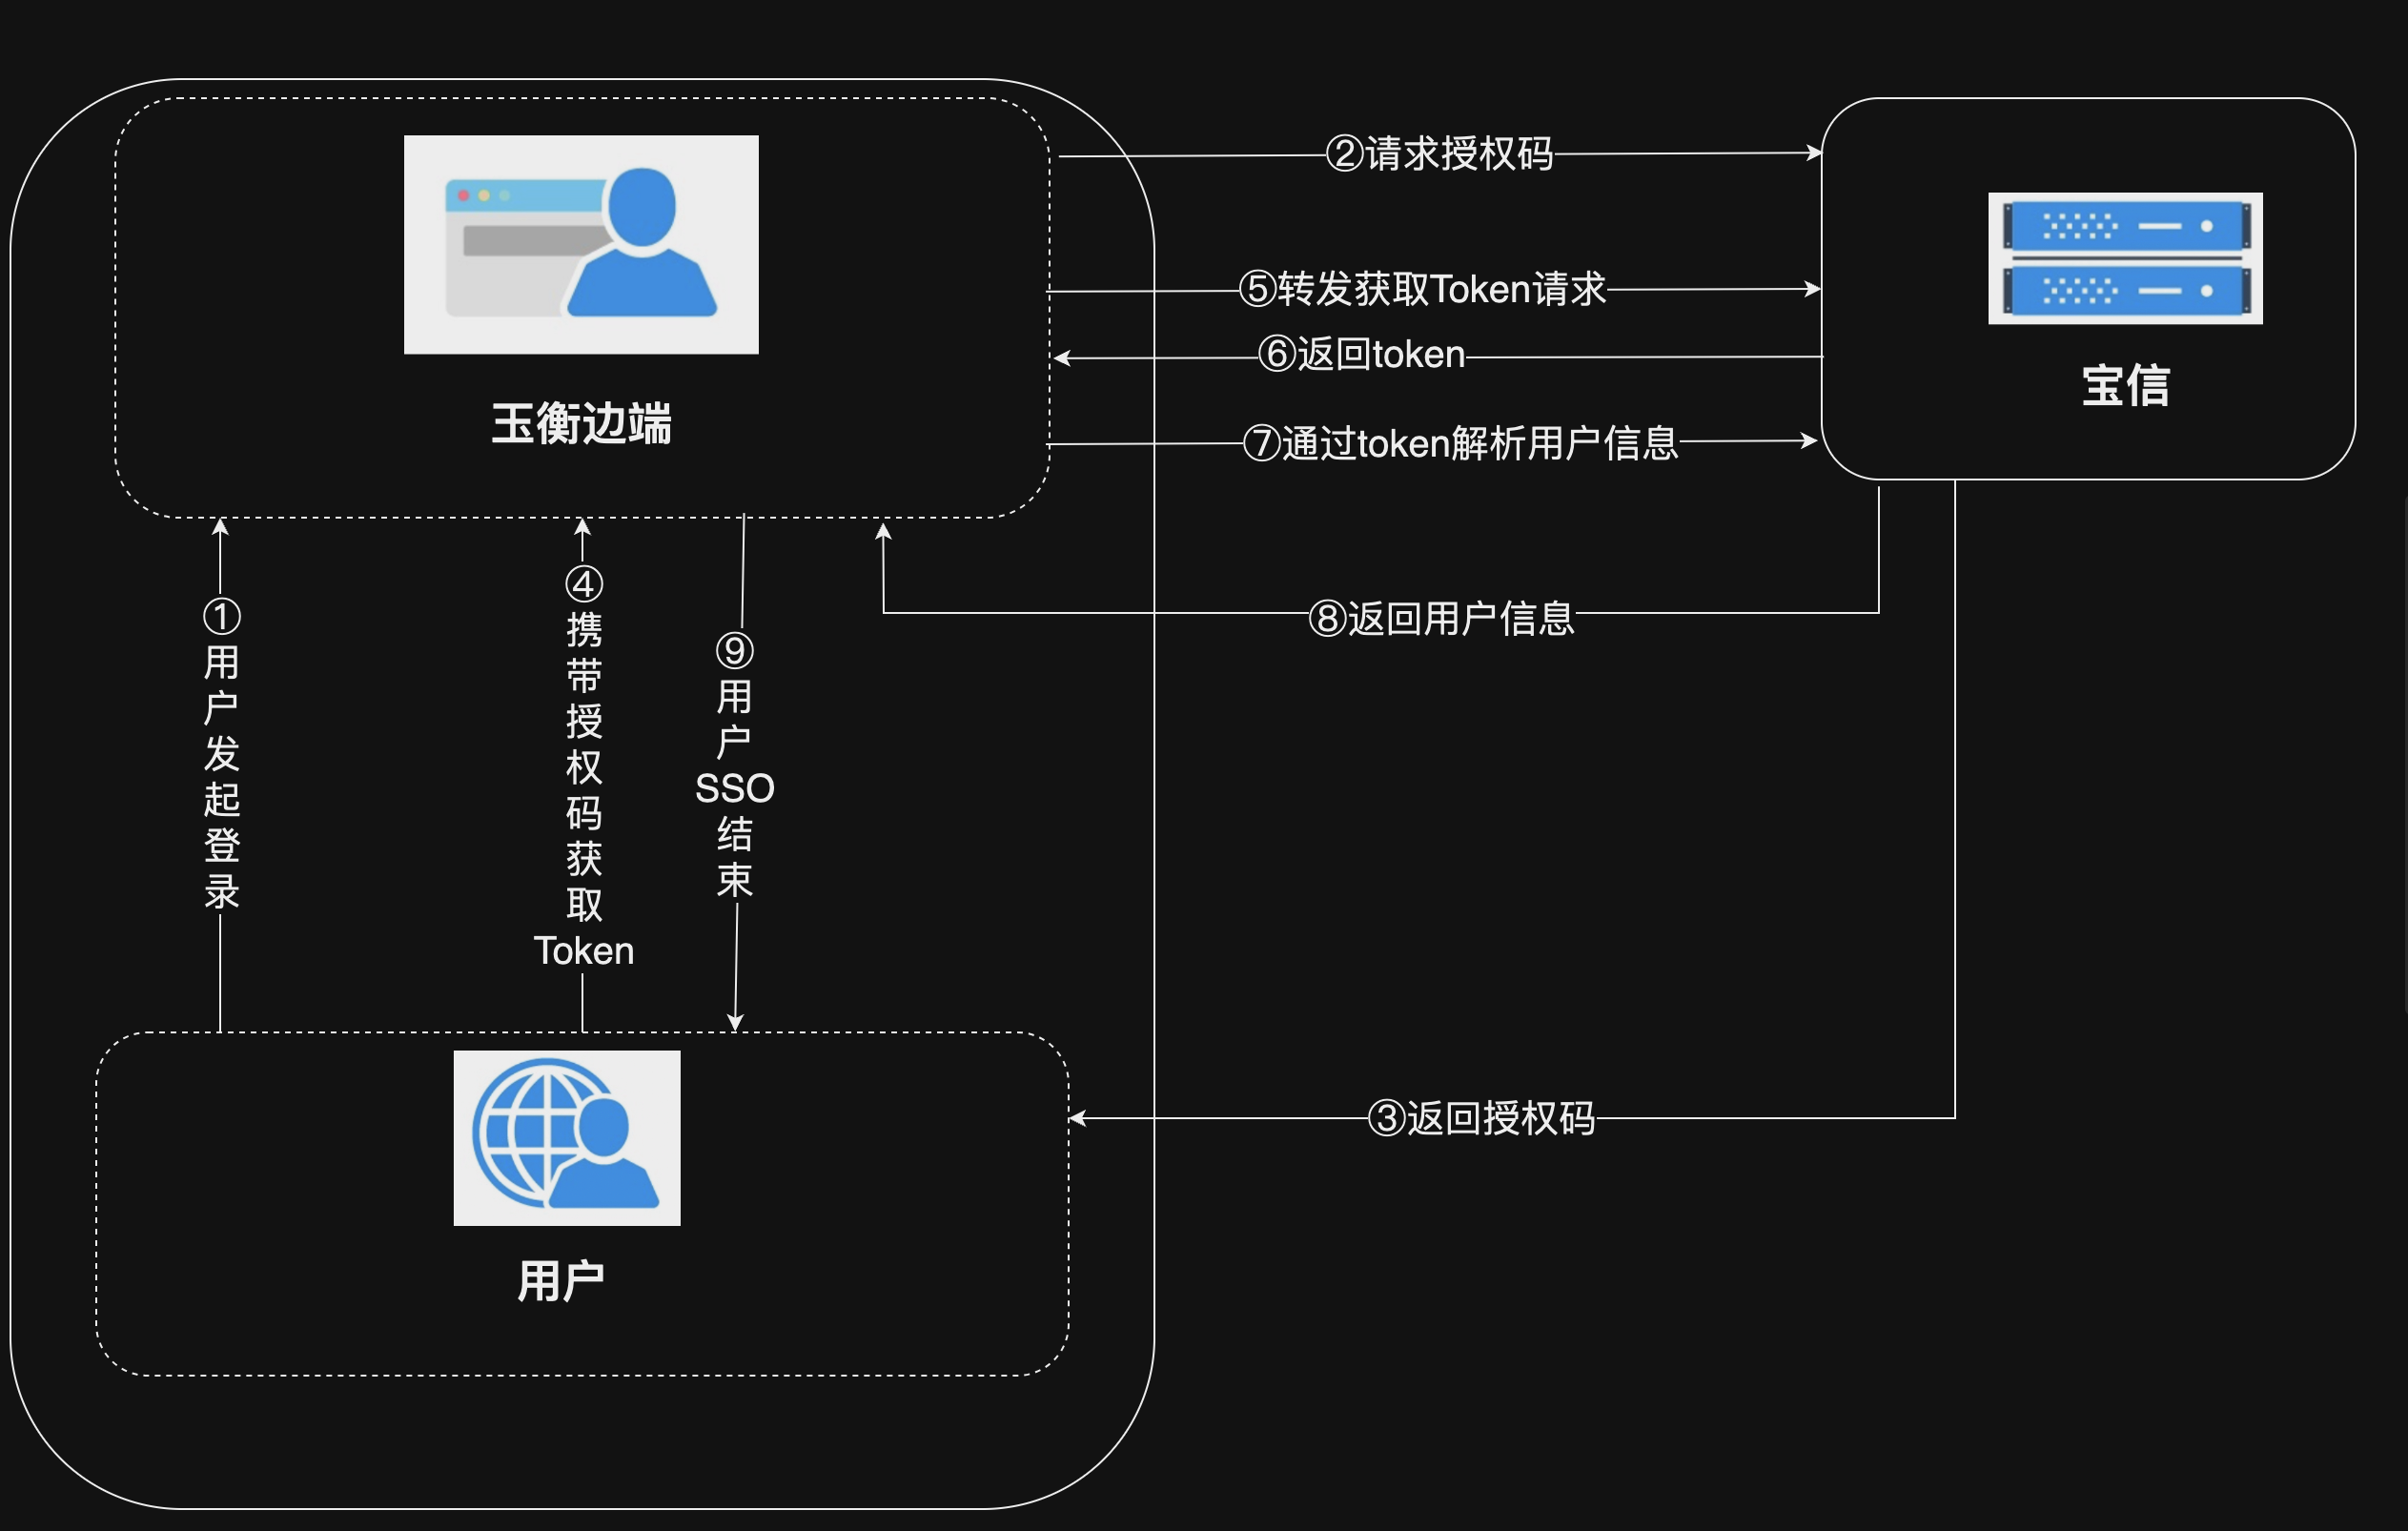 ②请求授权码
⑤转发获取Token请求
⑥返回token
⑦通过token解析用户信息
玉衡边端
宝信
①用户发起登录
④携带授权码获取Token
⑨用户SSO结束
⑧返回用户信息
③返回授权码
用户